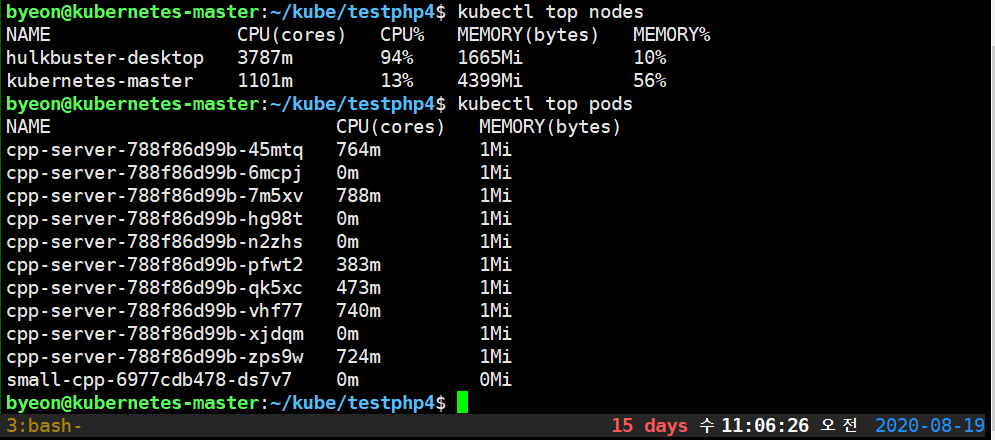 byeon@kubernetes-master:~/kube/testphp4$ kubectl top nodes
NAME                 CPU(cores)   CPU%   MEMORY(bytes)   MEMORY%
hulkbuster-desktop   3787m        94%    1665Mi          10%
kubernetes-master    1101m        13%    4399Mi          56%
byeon@kubernetes-master:~/kube/testphp4$ kubectl top pods
NAME                          CPU(cores)   MEMORY(bytes)
cpp-server-788f86d99b-45mtq   764m         1Mi
cpp-server-788f86d99b-6mcpj   0m           1Mi
cpp-server-788f86d99b-7m5xv   788m         1Mi
cpp-server-788f86d99b-hg98t   0m           1Mi
cpp-server-788f86d99b-n2zhs   0m           1Mi
cpp-server-788f86d99b-pfwt2   383m         1Mi
cpp-server-788f86d99b-qk5xc   473m         1Mi
cpp-server-788f86d99b-vhf77   740m         1Mi
cpp-server-788f86d99b-xjdqm   0m           1Mi
cpp-server-788f86d99b-zps9w   724m         1Mi
small-cpp-6977cdb478-ds7v7    0m           0Mi
byeon@kubernetes-master:~/kube/testphp4$
3:bash- 15 days 수 11:06:26 오전 2020-08-19